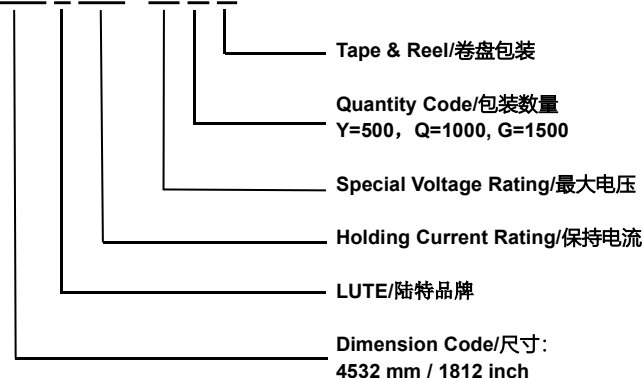 Tape & Reel/卷盘包装
Quantity Code/包装数量
Y=500，Q=1000, G=1500
Special Voltage Rating/最大电压
Holding Current Rating/保持电流
LUTE/陆特品牌
Dimension Code/尺寸：
4532 mm / 1812 inch